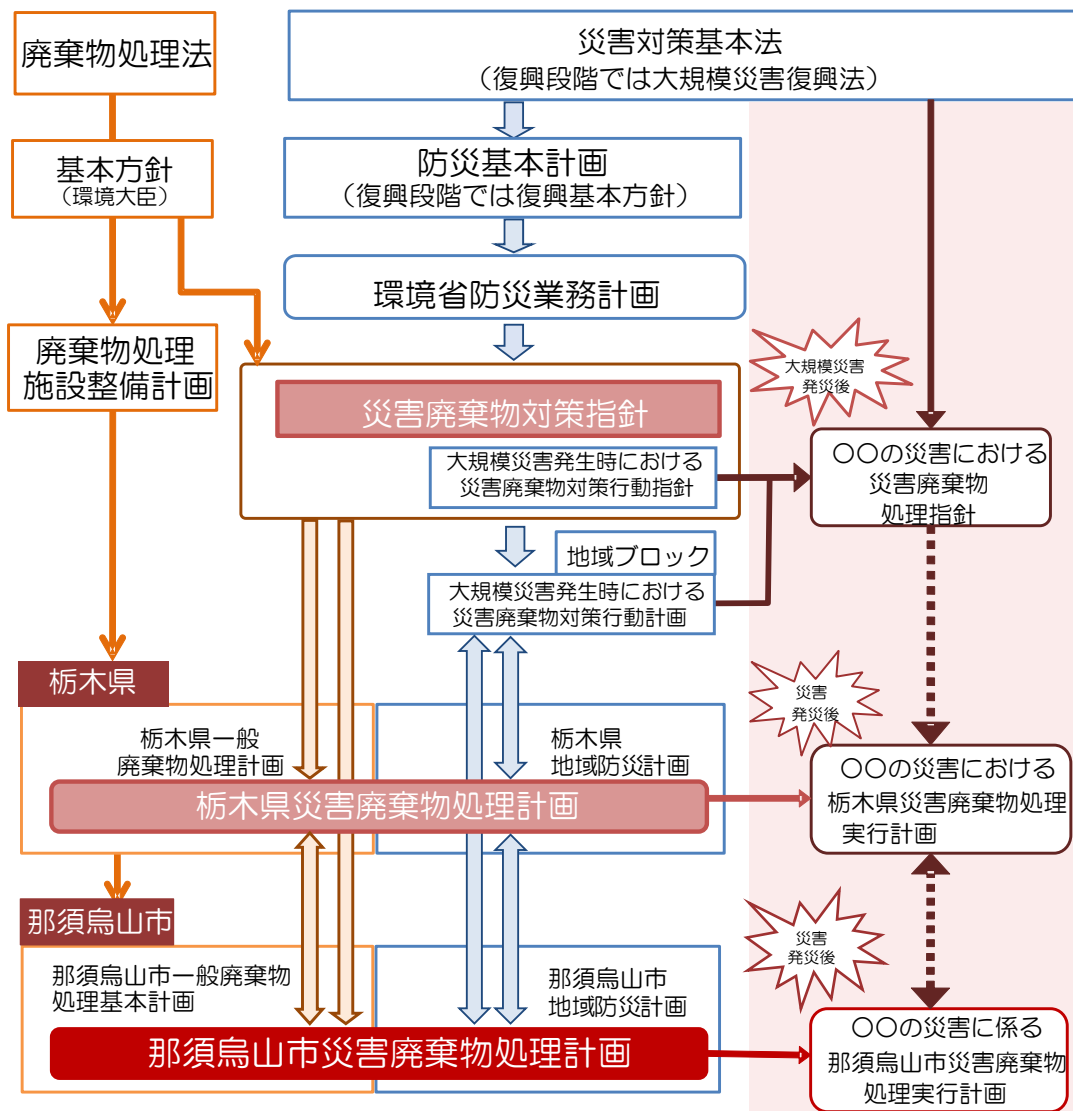 廃棄物処理法
災害対策基本法
（復興段階では大規模災害復興法）
基本方針
（環境大臣）
防災基本計画
（復興段階では復興基本方針）
環境省防災業務計画
廃棄物処理
施設整備計画
大規模災害
発災後
災害廃棄物対策指針
大規模災害発生時における
災害廃棄物対策行動指針
〇〇の災害における
災害廃棄物
処理指針
地域ブロック
大規模災害発生時における
災害廃棄物対策行動計画
栃木県
災害
発災後
栃木県一般
廃棄物処理計画
栃木県
地域防災計画
栃木県災害廃棄物処理計画
〇〇の災害における
栃木県災害廃棄物処理
実行計画
那須烏山市
災害
発災後
那須烏山市一般廃棄物
処理基本計画
那須烏山市
地域防災計画
那須烏山市災害廃棄物処理計画
〇〇の災害に係る
那須烏山市災害廃棄物
処理実行計画